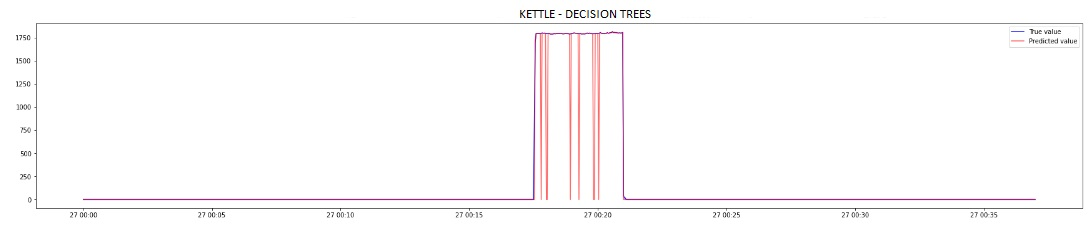 KETTLE - DECISION TREES
True value
Predicted value
1750
1500
1250
1000
750
500
250
0
27 00:00 27 00:05 27 00:10 27 00:15 27 00:20 27 00:25 27 00:30 27 00:35